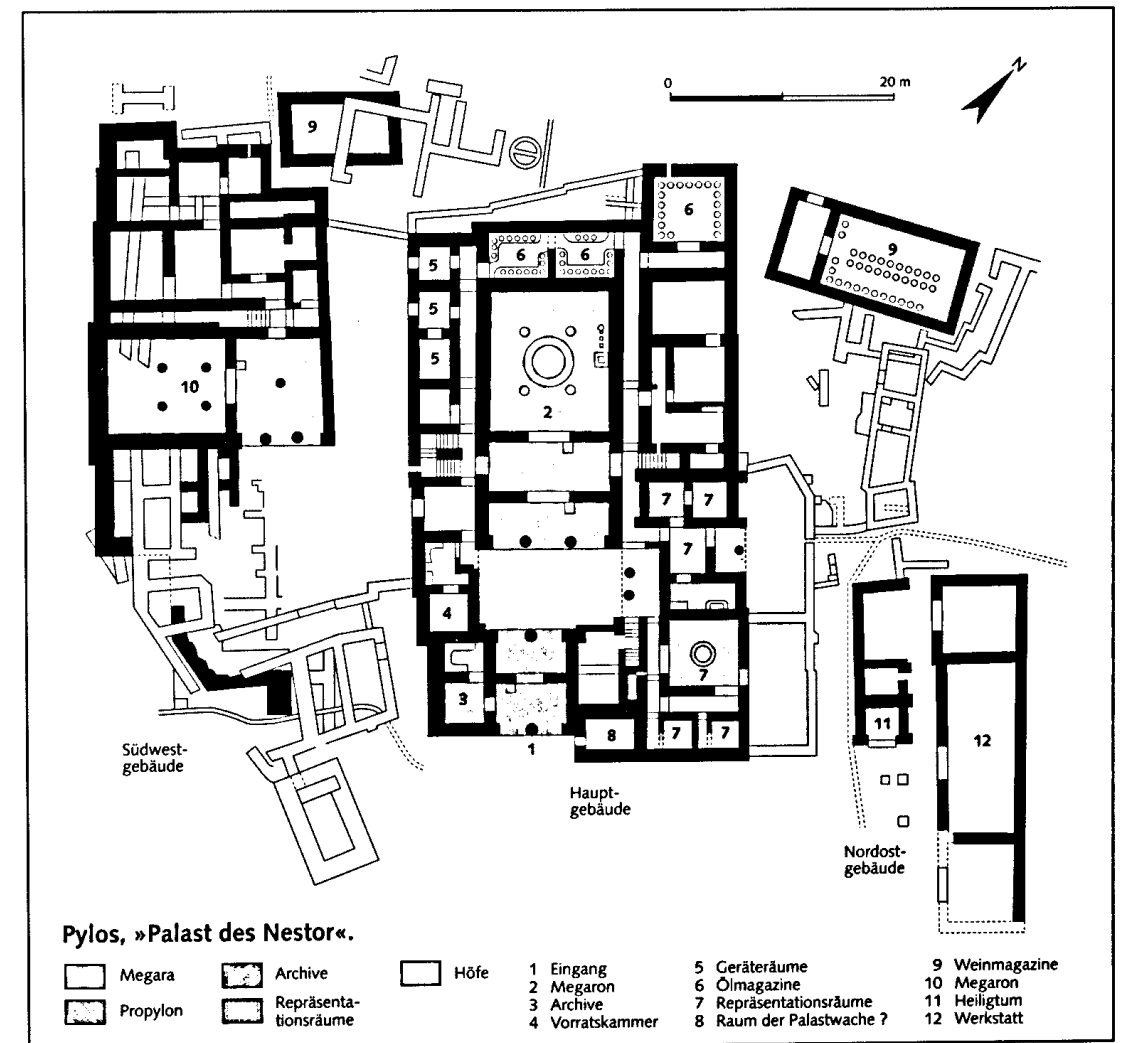 0 20 m
N
9
6
9
6 6
5
5
5
10
2
7 7
7
4
7
3
11
12
8 7 7
1
Südwest-
gebäude
Haupt-
gebäude
Nordost-
gebäude
Pylos, »Palast des Nestor«.
Megara
Propylon
Archive
Repräsenta-
tionsräume
Höfe
1 Eingang
2 Megaron
3 Archive
4 Vorratskammer
5 Geräteräume
6 Ölmagazine
7 Repräsentationsräume
8 Raum der Palastwache ?
9 Weinmagazine
10 Megaron
11 Heiligtum
12 Werkstatt